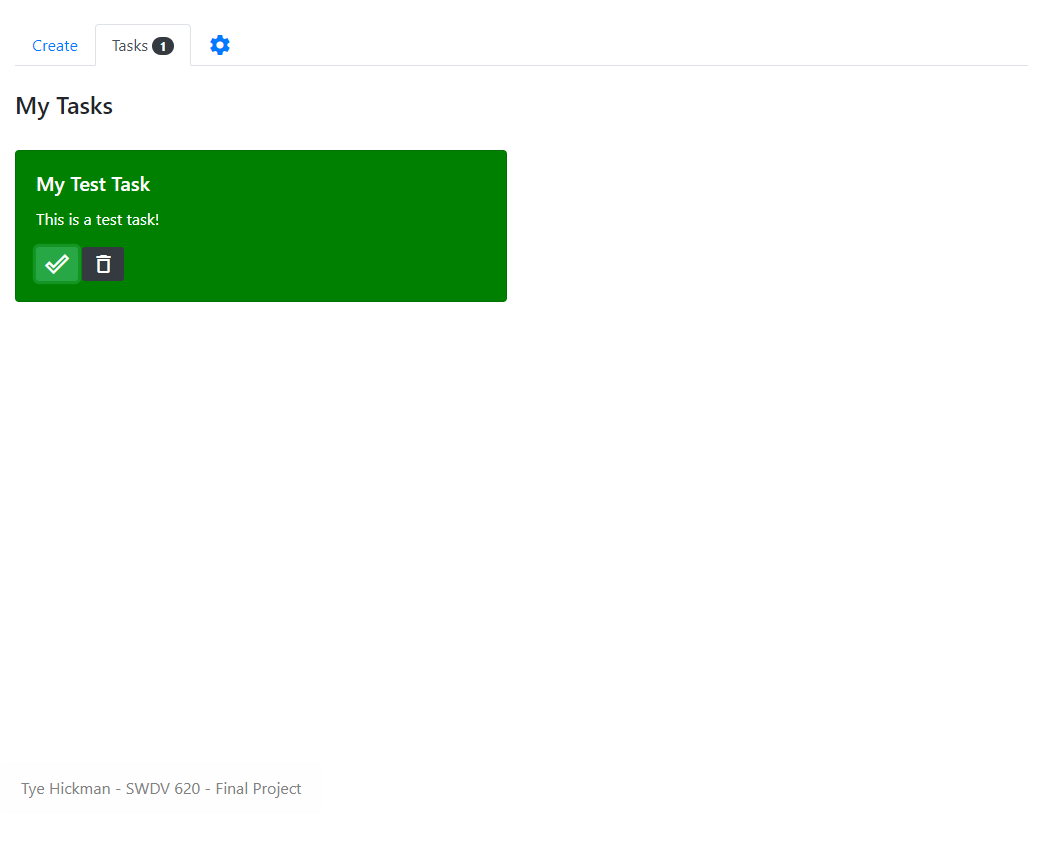 Create Tasks 1
My Tasks
My Test Task
This is a test task!
Tye Hickman - SWDV 620 - Final Project